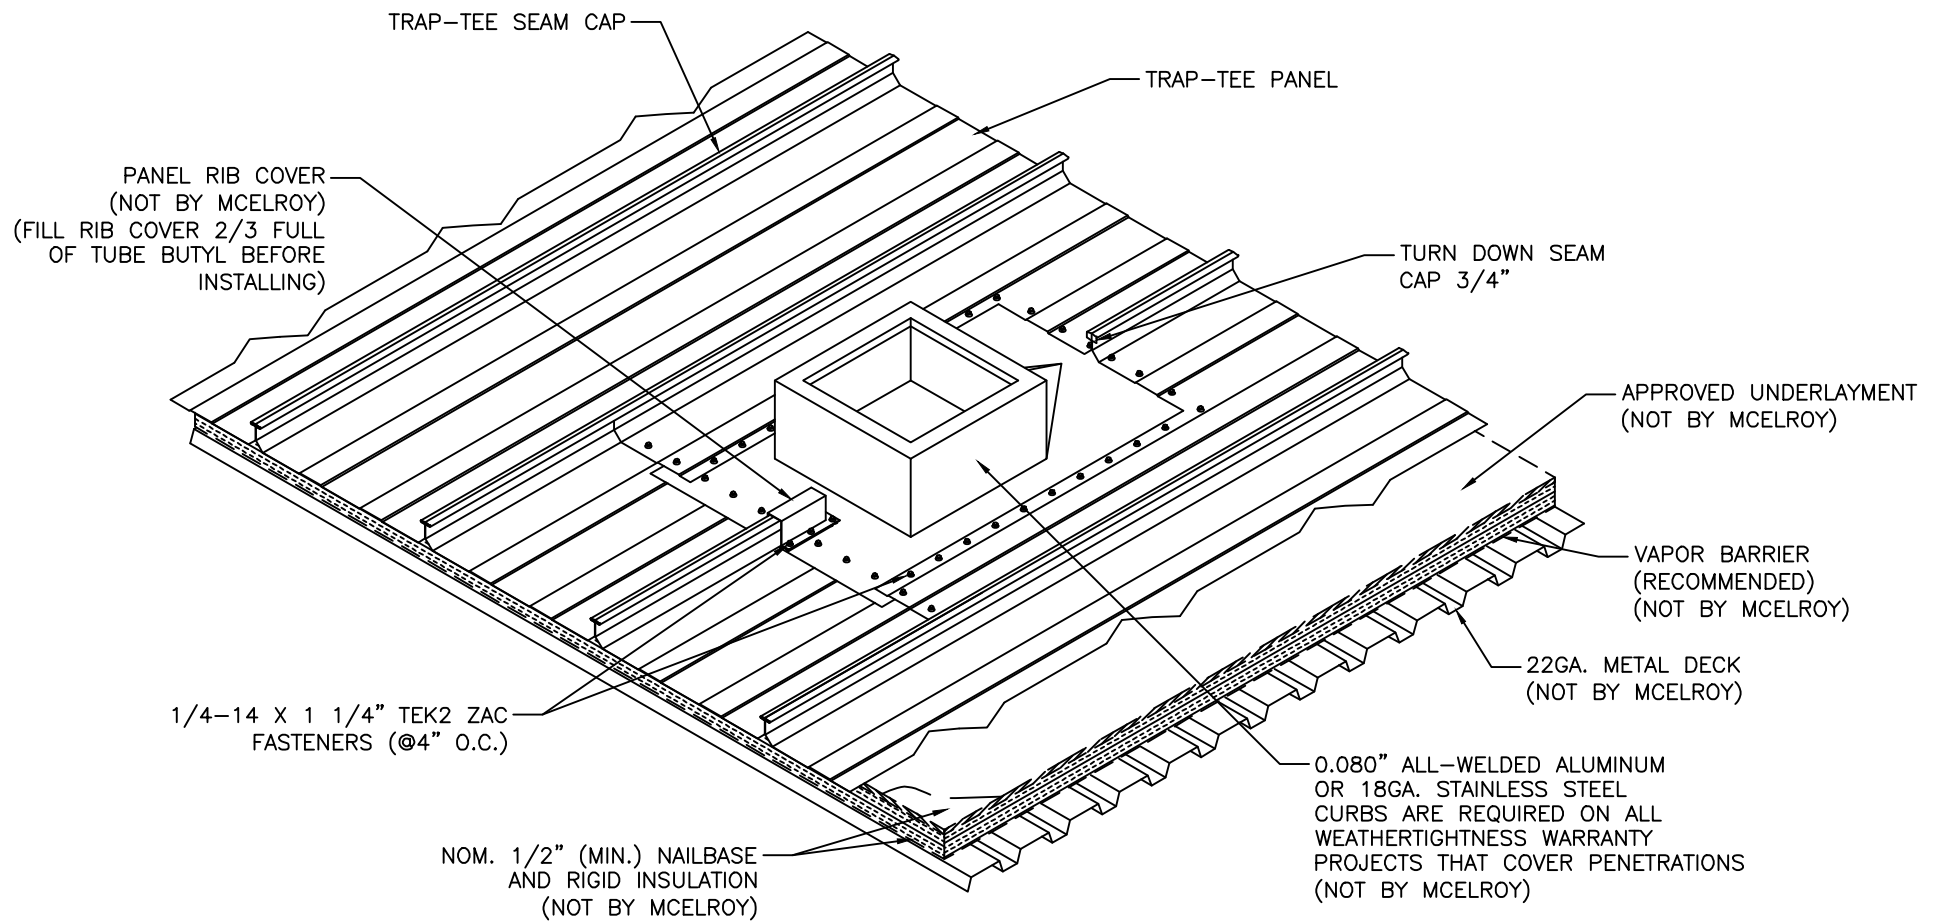 TRAP-TEE SEAM CAP
TRAP-TEE PANEL
PANEL RIB COVER
(NOT BY MCELROY)
(FILL RIB COVER 2/3 FULL
OF TUBE BUTYL BEFORE
INSTALLING)
TURN DOWN SEAM
CAP 3/4"
APPROVED UNDERLAYMENT
(NOT BY MCELROY)
VAPOR BARRIER
(RECOMMENDED)
(NOT BY MCELROY)
22GA. METAL DECK
(NOT BY MCELROY)
1/4-14 X 1 1/4" TEK2 ZAC
FASTENERS (@4" O.C.)
0.080" ALL-WELDED ALUMINUM
OR 18GA. STAINLESS STEEL
CURBS ARE REQUIRED ON ALL
WEATHERTIGHTNESS WARRANTY
PROJECTS THAT COVER PENETRATIONS
(NOT BY MCELROY)
NOM. 1/2" (MIN.) NAILBASE
AND RIGID INSULATION
(NOT BY MCELROY)